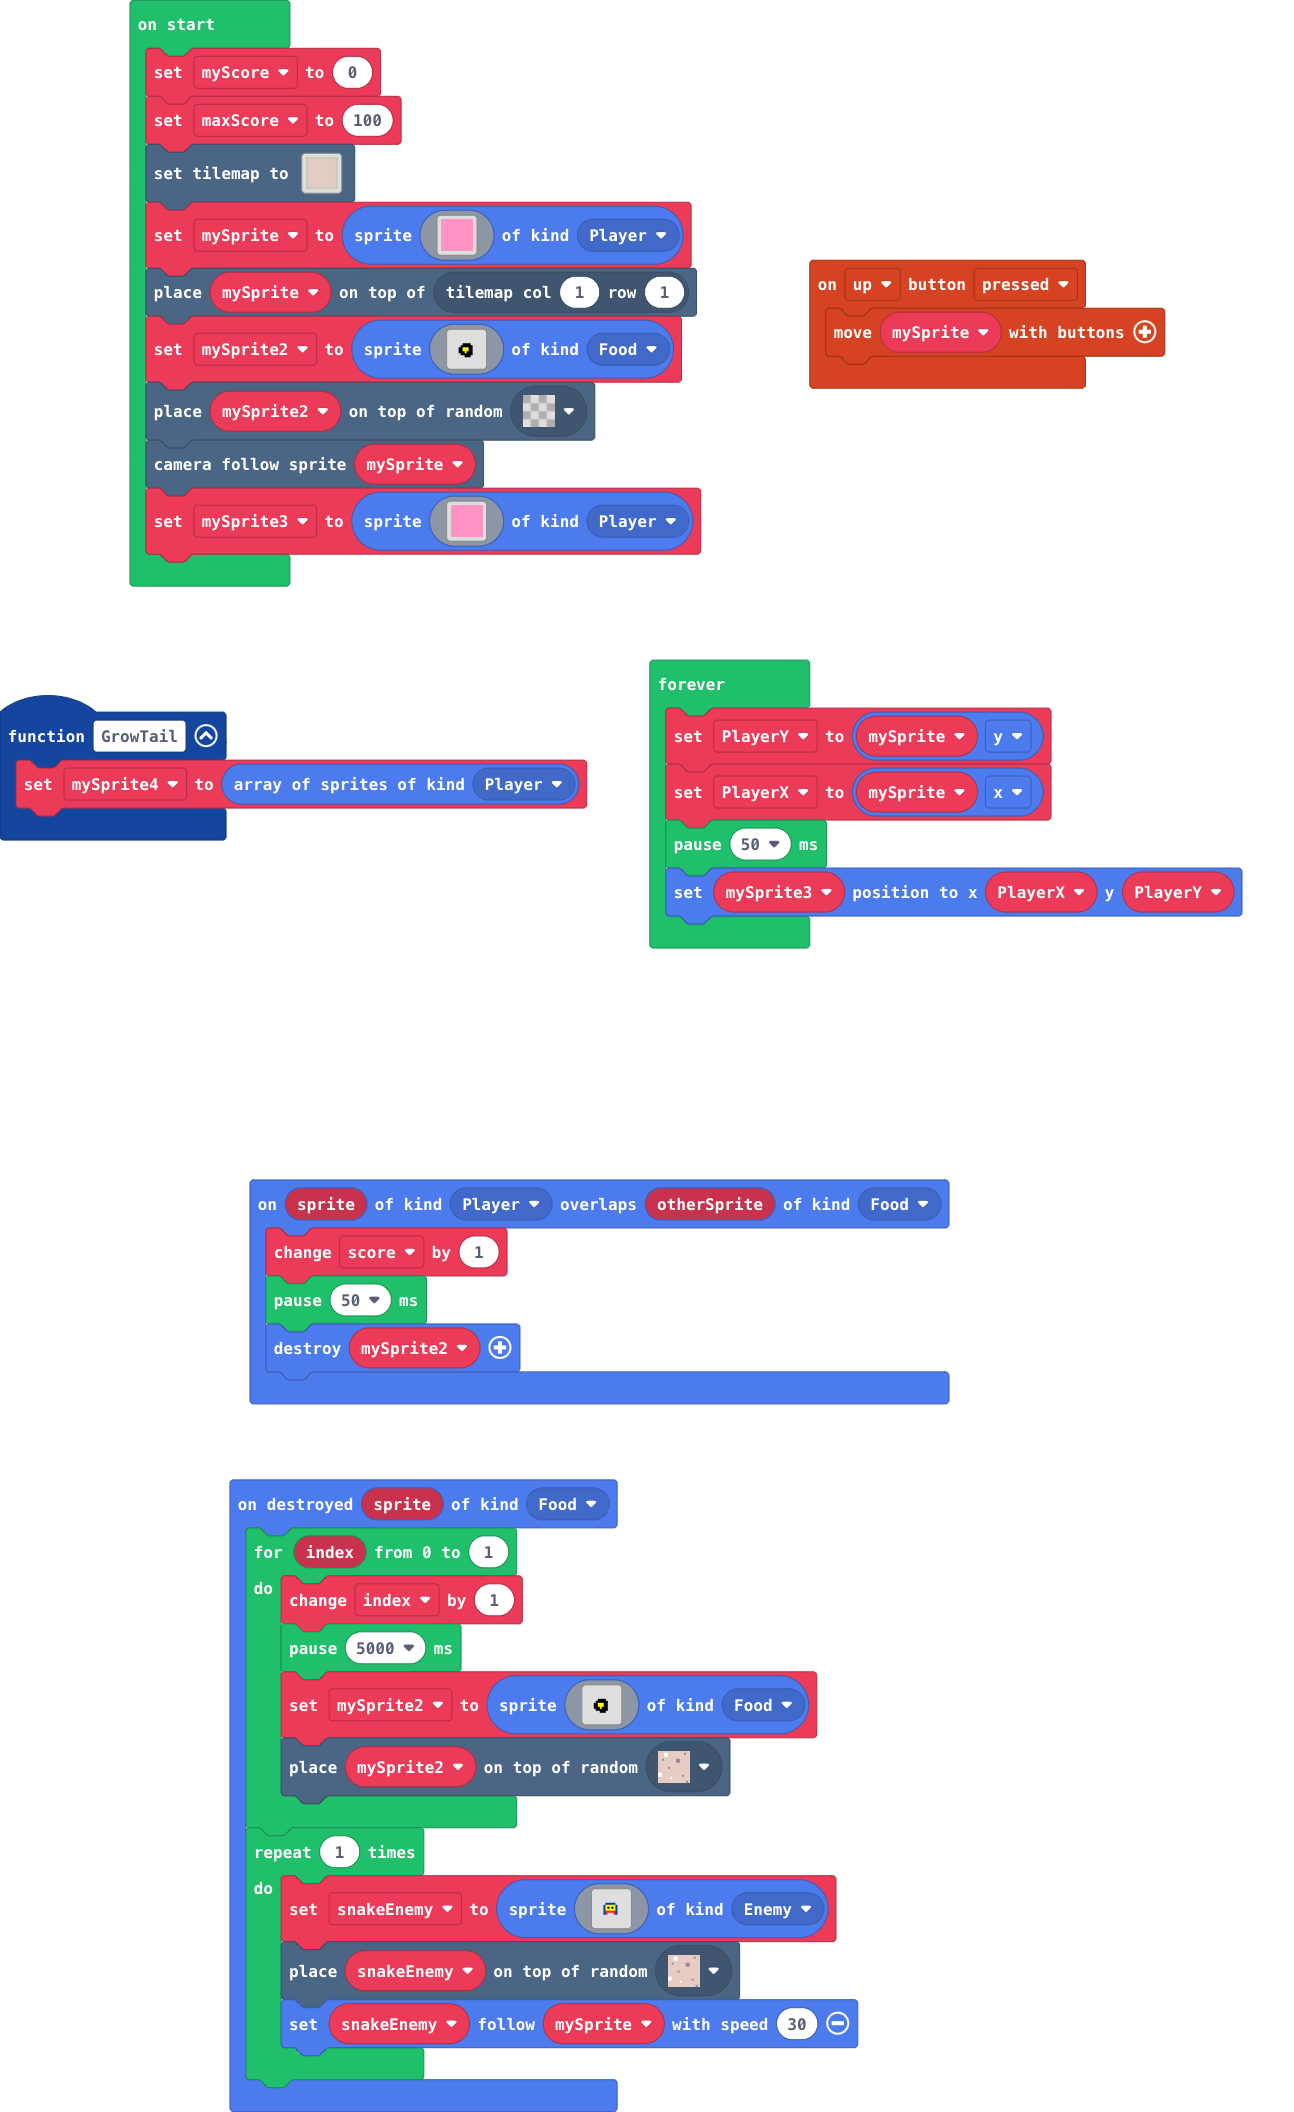 on start
set myScore to 0
set maxScore to 100
set tilemap to
set mySprite to sprite of kind Player
place mySprite on top of tilemap col 1 row 1
set mySprite2 to sprite of kind Food
place mySprite2 on top of random
camera follow sprite mySprite
set mySprite3 to sprite of kind Player
on up button pressed
move mySprite with buttons
function GrowTail
set mySprite4 to array of sprites of kind Player
forever
set PlayerY to mySprite y
set PlayerX to mySprite x
pause 50 ms
set mySprite3 position to x PlayerX y PlayerY
on sprite of kind Player overlaps otherSprite of kind Food
change score by 1
pause 50 ms
destroy mySprite2
on destroyed sprite of kind Food
for index from 0 to 1
do
change index by 1
pause 5000 ms
set mySprite2 to sprite of kind Food
place mySprite2 on top of random
repeat 1 times
do
set snakeEnemy to sprite of kind Enemy
place snakeEnemy on top of random
set snakeEnemy follow mySprite with speed 30